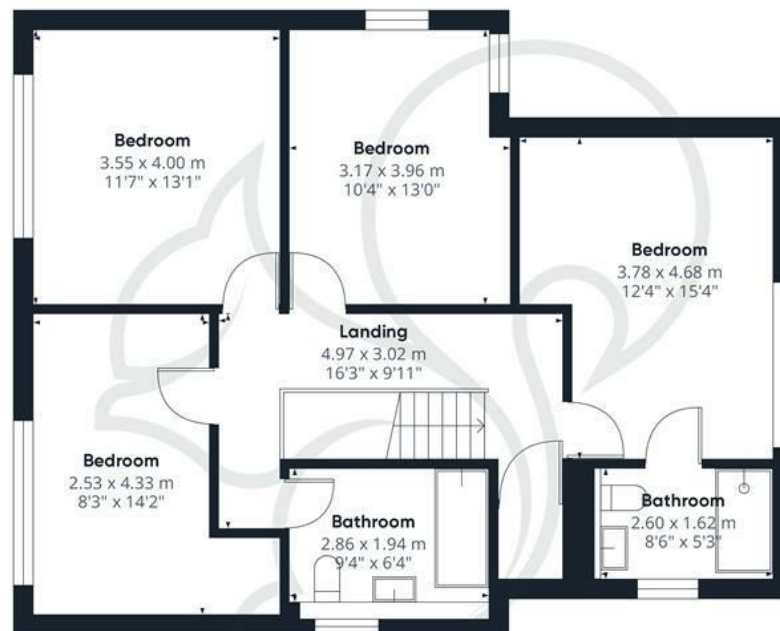 Bedroom
3.55 x 4.00 m
11'7" x 13'1"
Bedroom
3.17 x 3.96 m
10'4" x 13'0"
Bedroom
3.78 x 4.68 m
12'4" x 15'4"
Landing
4.97 x 3.02 m
16'3" x 9'11"
Bedroom
2.53 x 4.33 m
8'3" x 14'2"
Bathroom
2.86 x 1.94 m
9'4" x 6'4"
Bathroom
2.60 x 1.62 m
8'6" x 5'3"